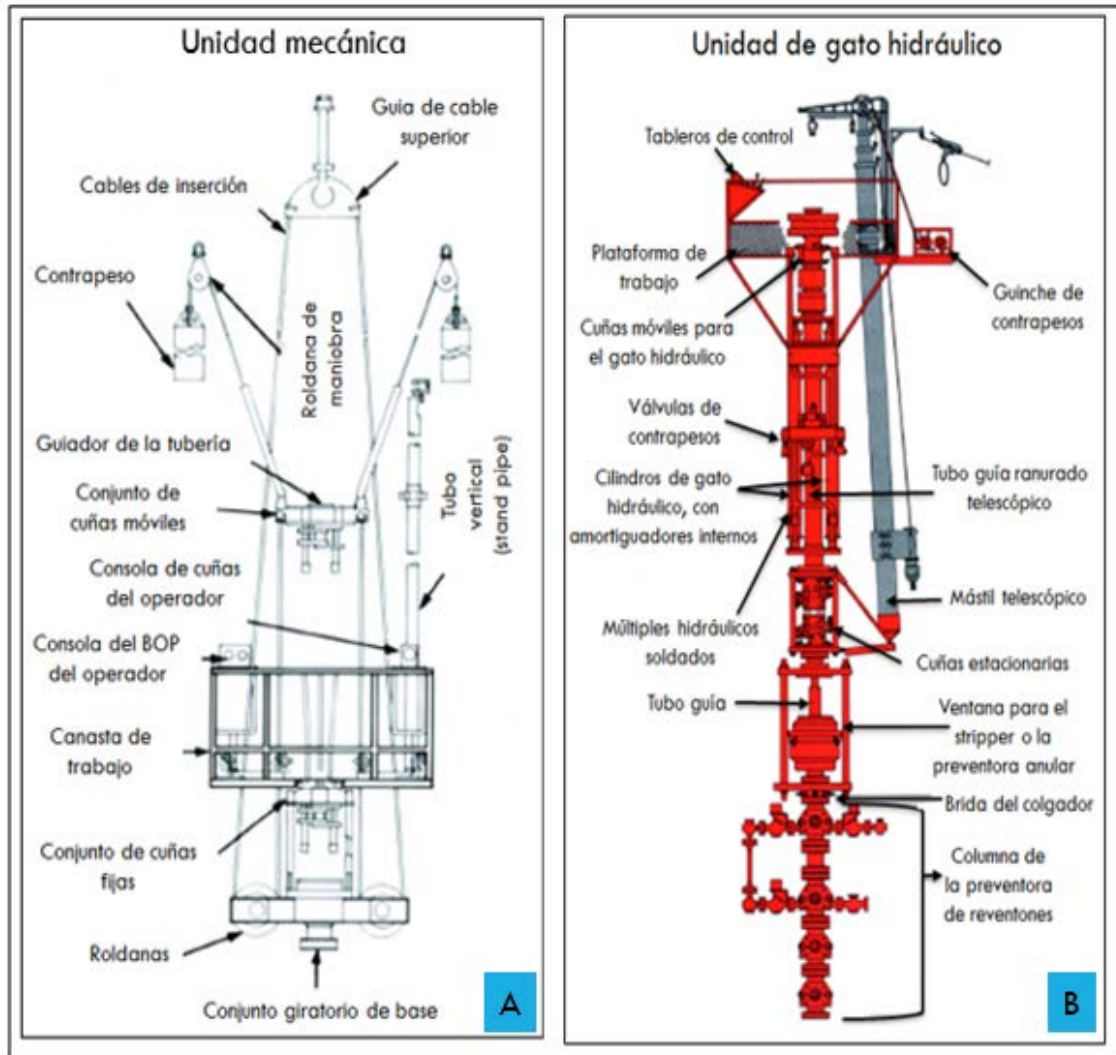 Unidad mecánica
Guia de cable
superior
Cables de inserción
Contrapeso
Roldana de
maniobra
Guiador de la tubería
Tubo
vertical
(stand pipe)
Conjunto de
cuñas móviles
Consola de cuñas
del operador
Consola del BOP
del operador
Canasta de
trabajo
Conjunto de cuñas
fijas
Roldanas
Conjunto giratorio de base
A
Unidad de gato hidráulico
Tableros de control
Plataforma de
trabajo
Guinche de
contrapesos
Cuñas móviles para
el gato hidráulico
Válvulas de
contrapesos
Cilindros de gato
hidráulico, con
amortiguadores internos
Tubo guía ranurado
telescópico
Mástil telescópico
Múltiples hidráulicos
soldados
Cuñas estacionarias
Tubo guía
Ventana para el
stripper o la
preventora anular
Brida del colgador
Columna de
la preventora
de reventones
B